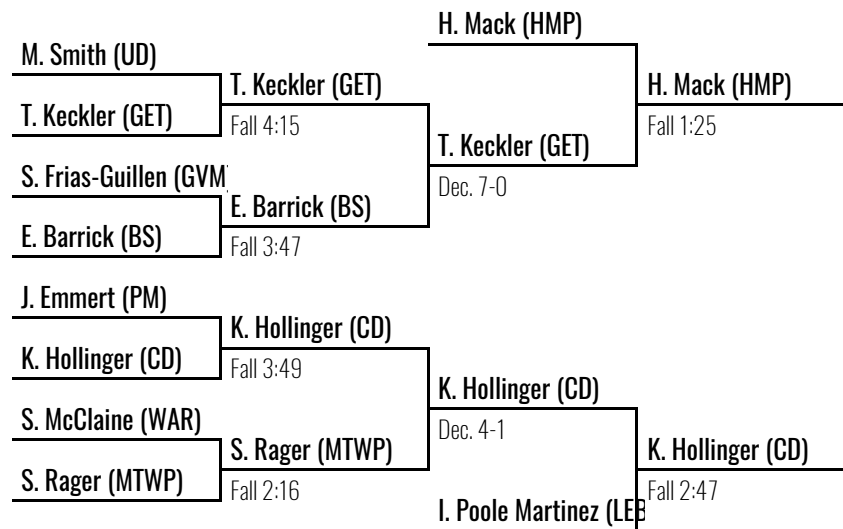 H. Mack (HMP)
M. Smith (UD)
T. Keckler (GET)
H. Mack (HMP)
T. Keckler (GET)
Fall 4:15
Fall 1:25
T. Keckler (GET)
S. Frias-Guillen (GVM)
Dec. 7-0
E. Barrick (BS)
E. Barrick (BS)
Fall 3:47
J. Emmert (PM)
K. Hollinger (CD)
K. Hollinger (CD)
Fall 3:49
K. Hollinger (CD)
S. McClaine (WAR)
Dec. 4-1
S. Rager (MTWP)
K. Hollinger (CD)
S. Rager (MTWP)
Fall 2:16
Fall 2:47
I. Poole Martinez (LEB